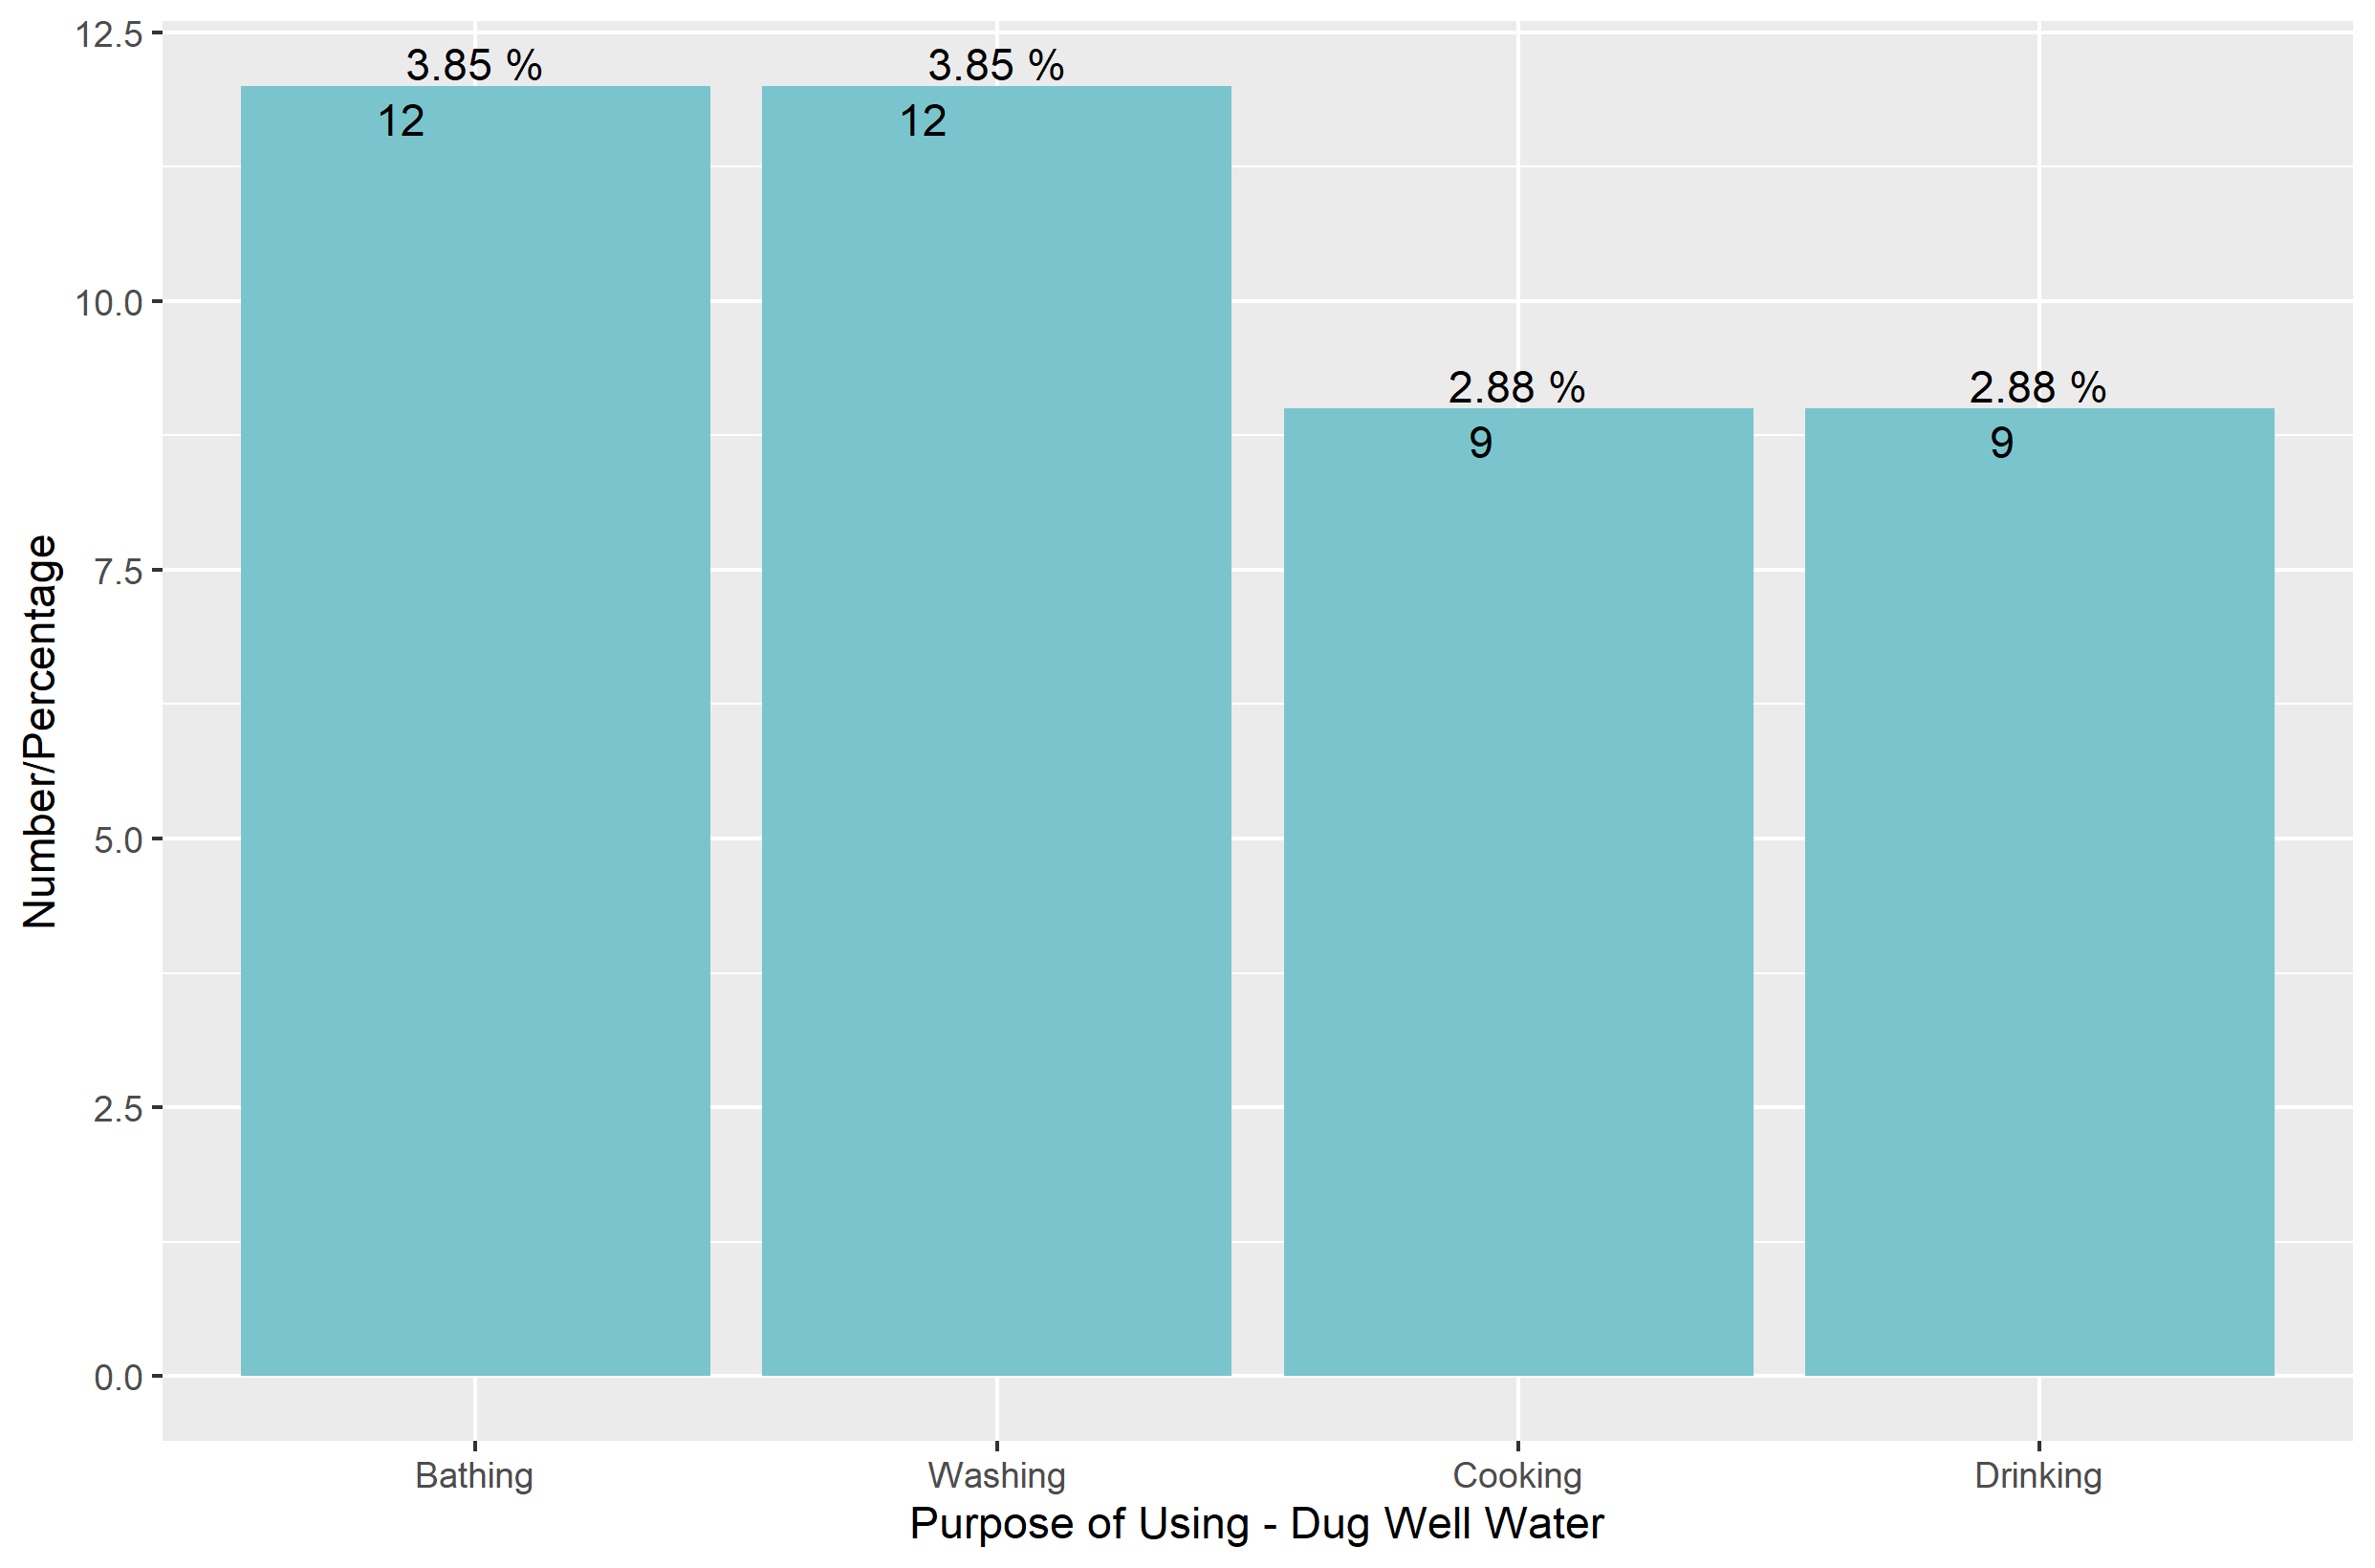 12.5
3.85 %
3.85 %
12
12
10.0
2.88 %
2.88 %
9
9
7.5
Number/Percentage
5.0
2.5
0.0
Bathing
Washing
Cooking
Drinking
Purpose of Using - Dug Well Water